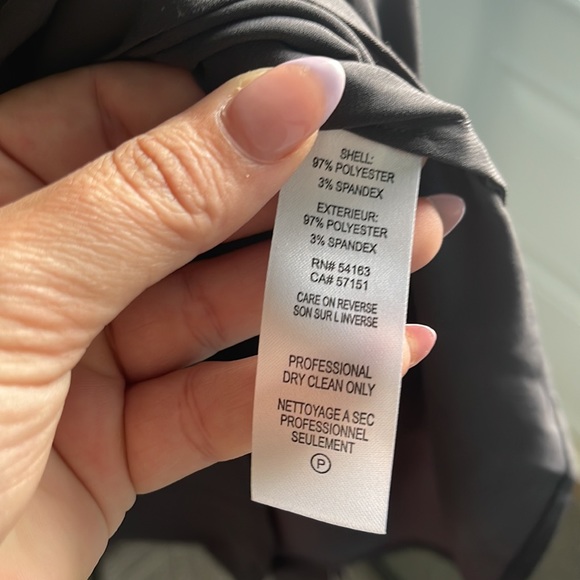 SHELL:
97% POLYESTER
3% SPANDEX
EXTERIEUR:
97% POLYESTER
3% SPANDEX
RN# 54163
CA# 57151
CARE ON REVERSE
SON SUR L INVERSE
PROFESSIONAL
DRY CLEAN ONLY
NETTOYAGE A SEC
PROFESSIONNEL
SEULEMENT
P